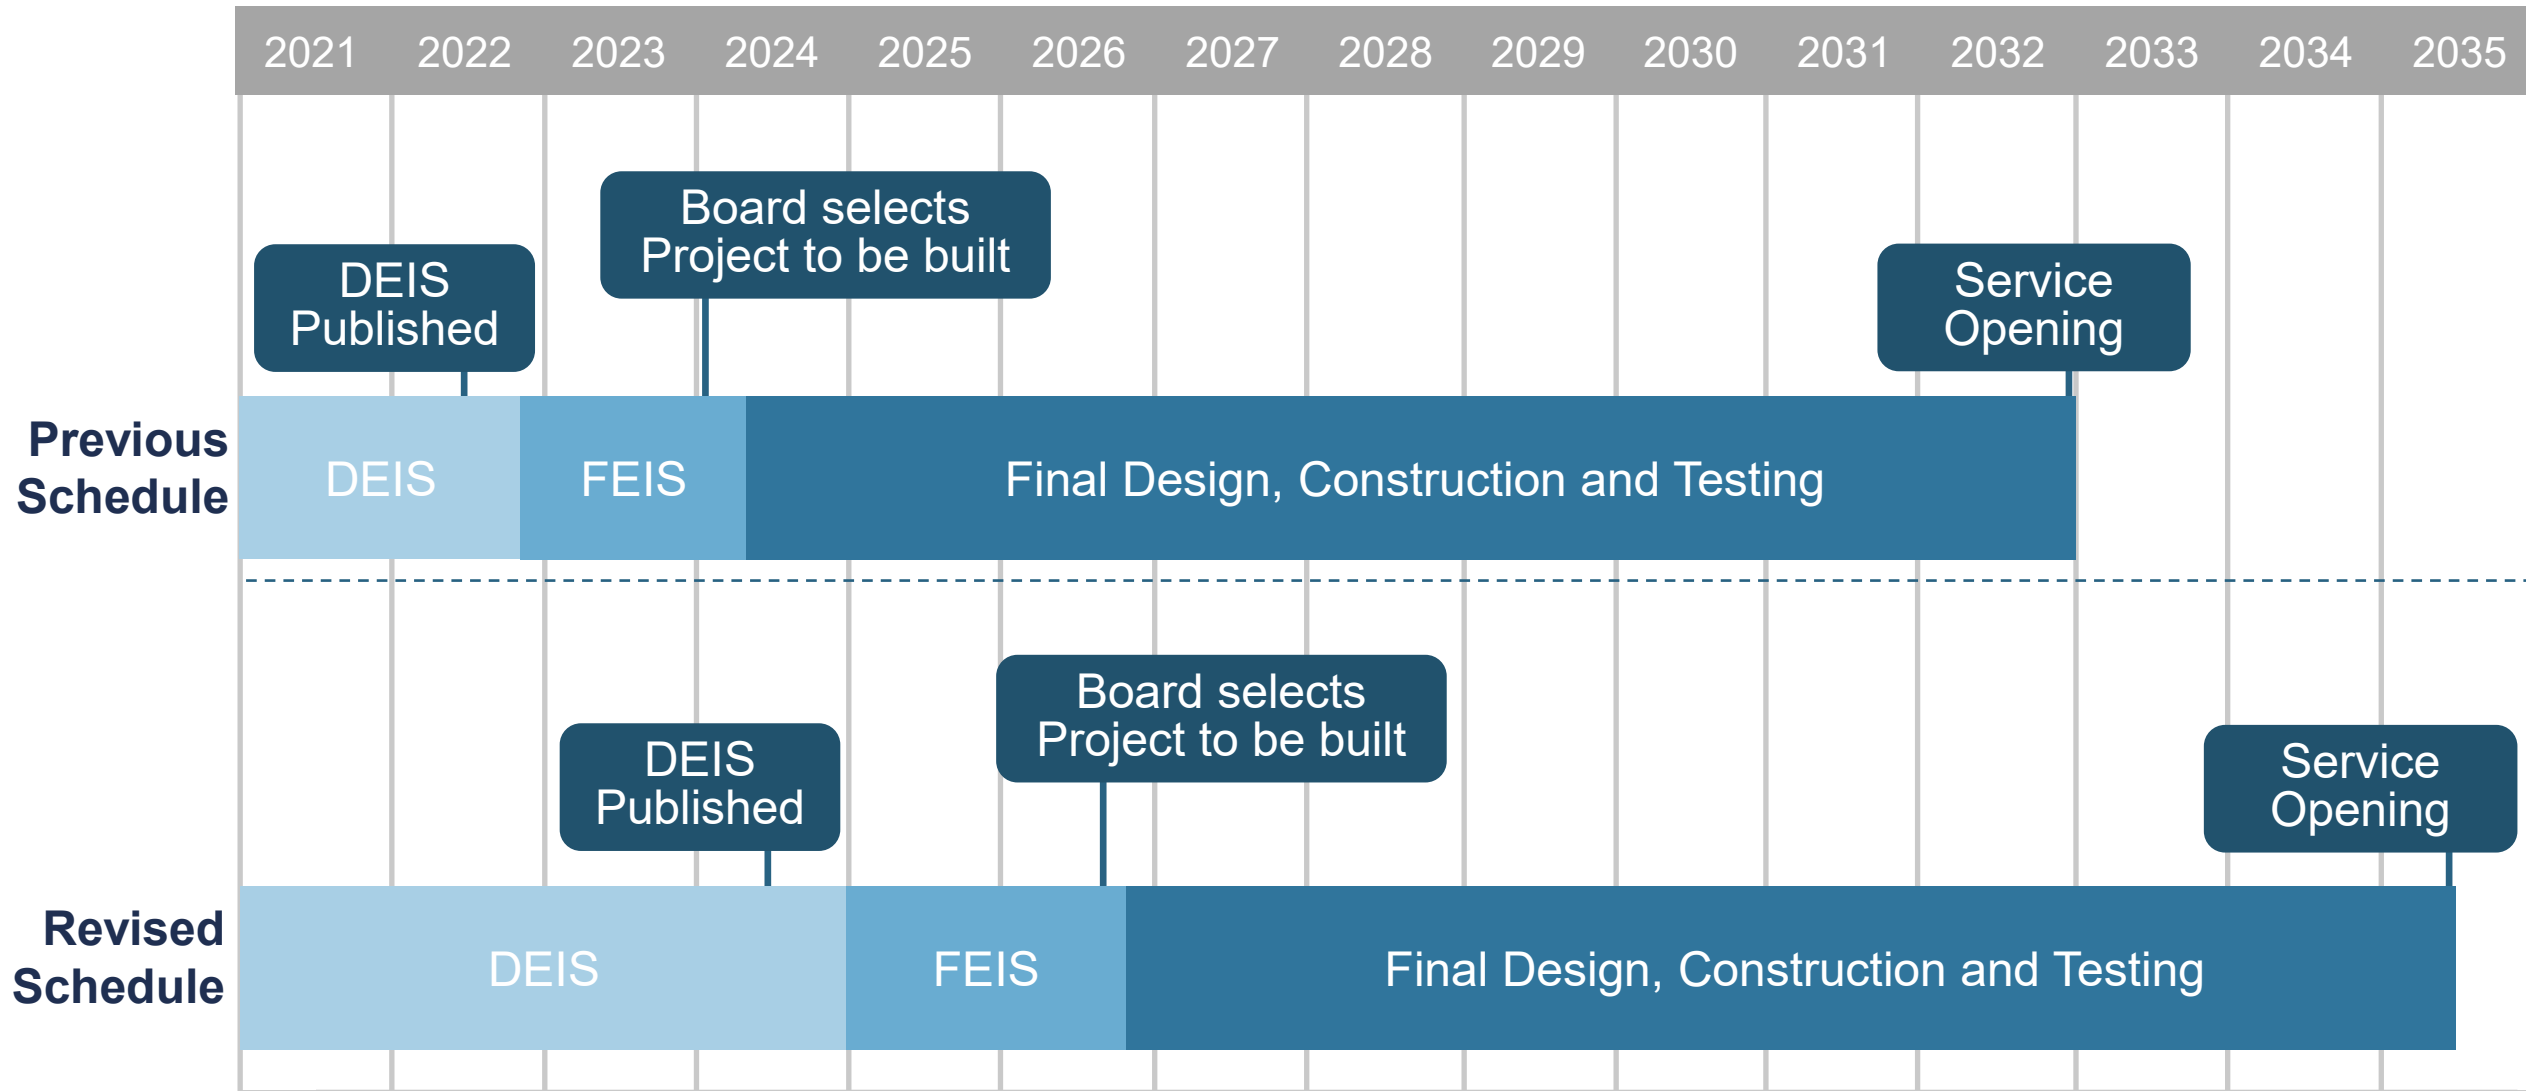 2021 2022 2023 2024 2025 2026 2027 2028 2029 2030 2031 2032 2033 2034 2035
Board selects
Project to be built
DEIS
Published
Service
Opening
Previous
Schedule
DEIS
FEIS
Final Design, Construction and Testing
Board selects
Project to be built
DEIS
Published
Service
Opening
Revised
Schedule
DEIS
FEIS
Final Design, Construction and Testing